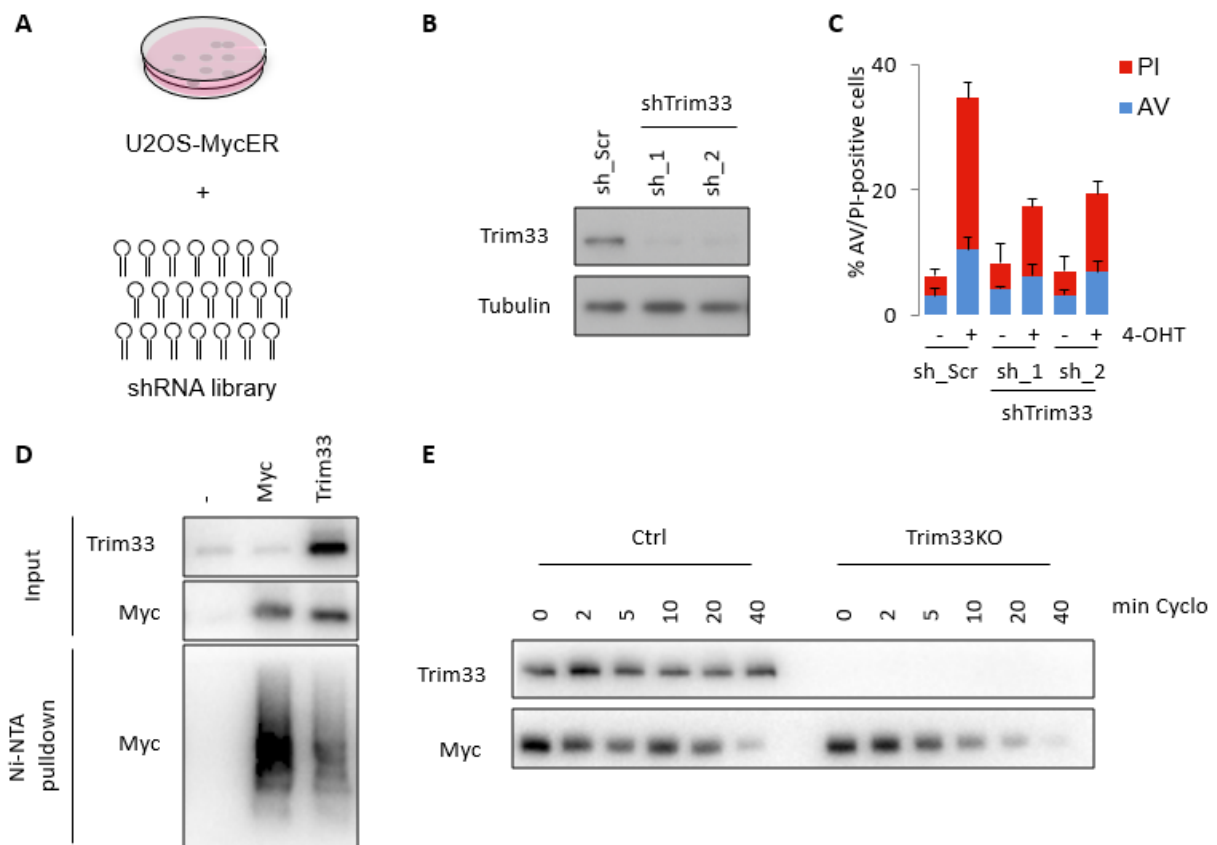 A
U2OS-MycER
+
shRNA library
B
shTrim33
sh_Scr
sh_1
sh_2
Trim33
Tubulin
C
% AV/PI-positive cells
40
20
0
PI
AV
- + - + - + 4-OHT
sh_Scr sh_1 sh_2
shTrim33
D
- Myc Trim33
Input
Trim33
Myc
Ni-NTA
pulldown
Myc
E
Ctrl Trim33KO
0 2 5 10 20 40 0 2 5 10 20 40 min Cyclo
Trim33
Myc